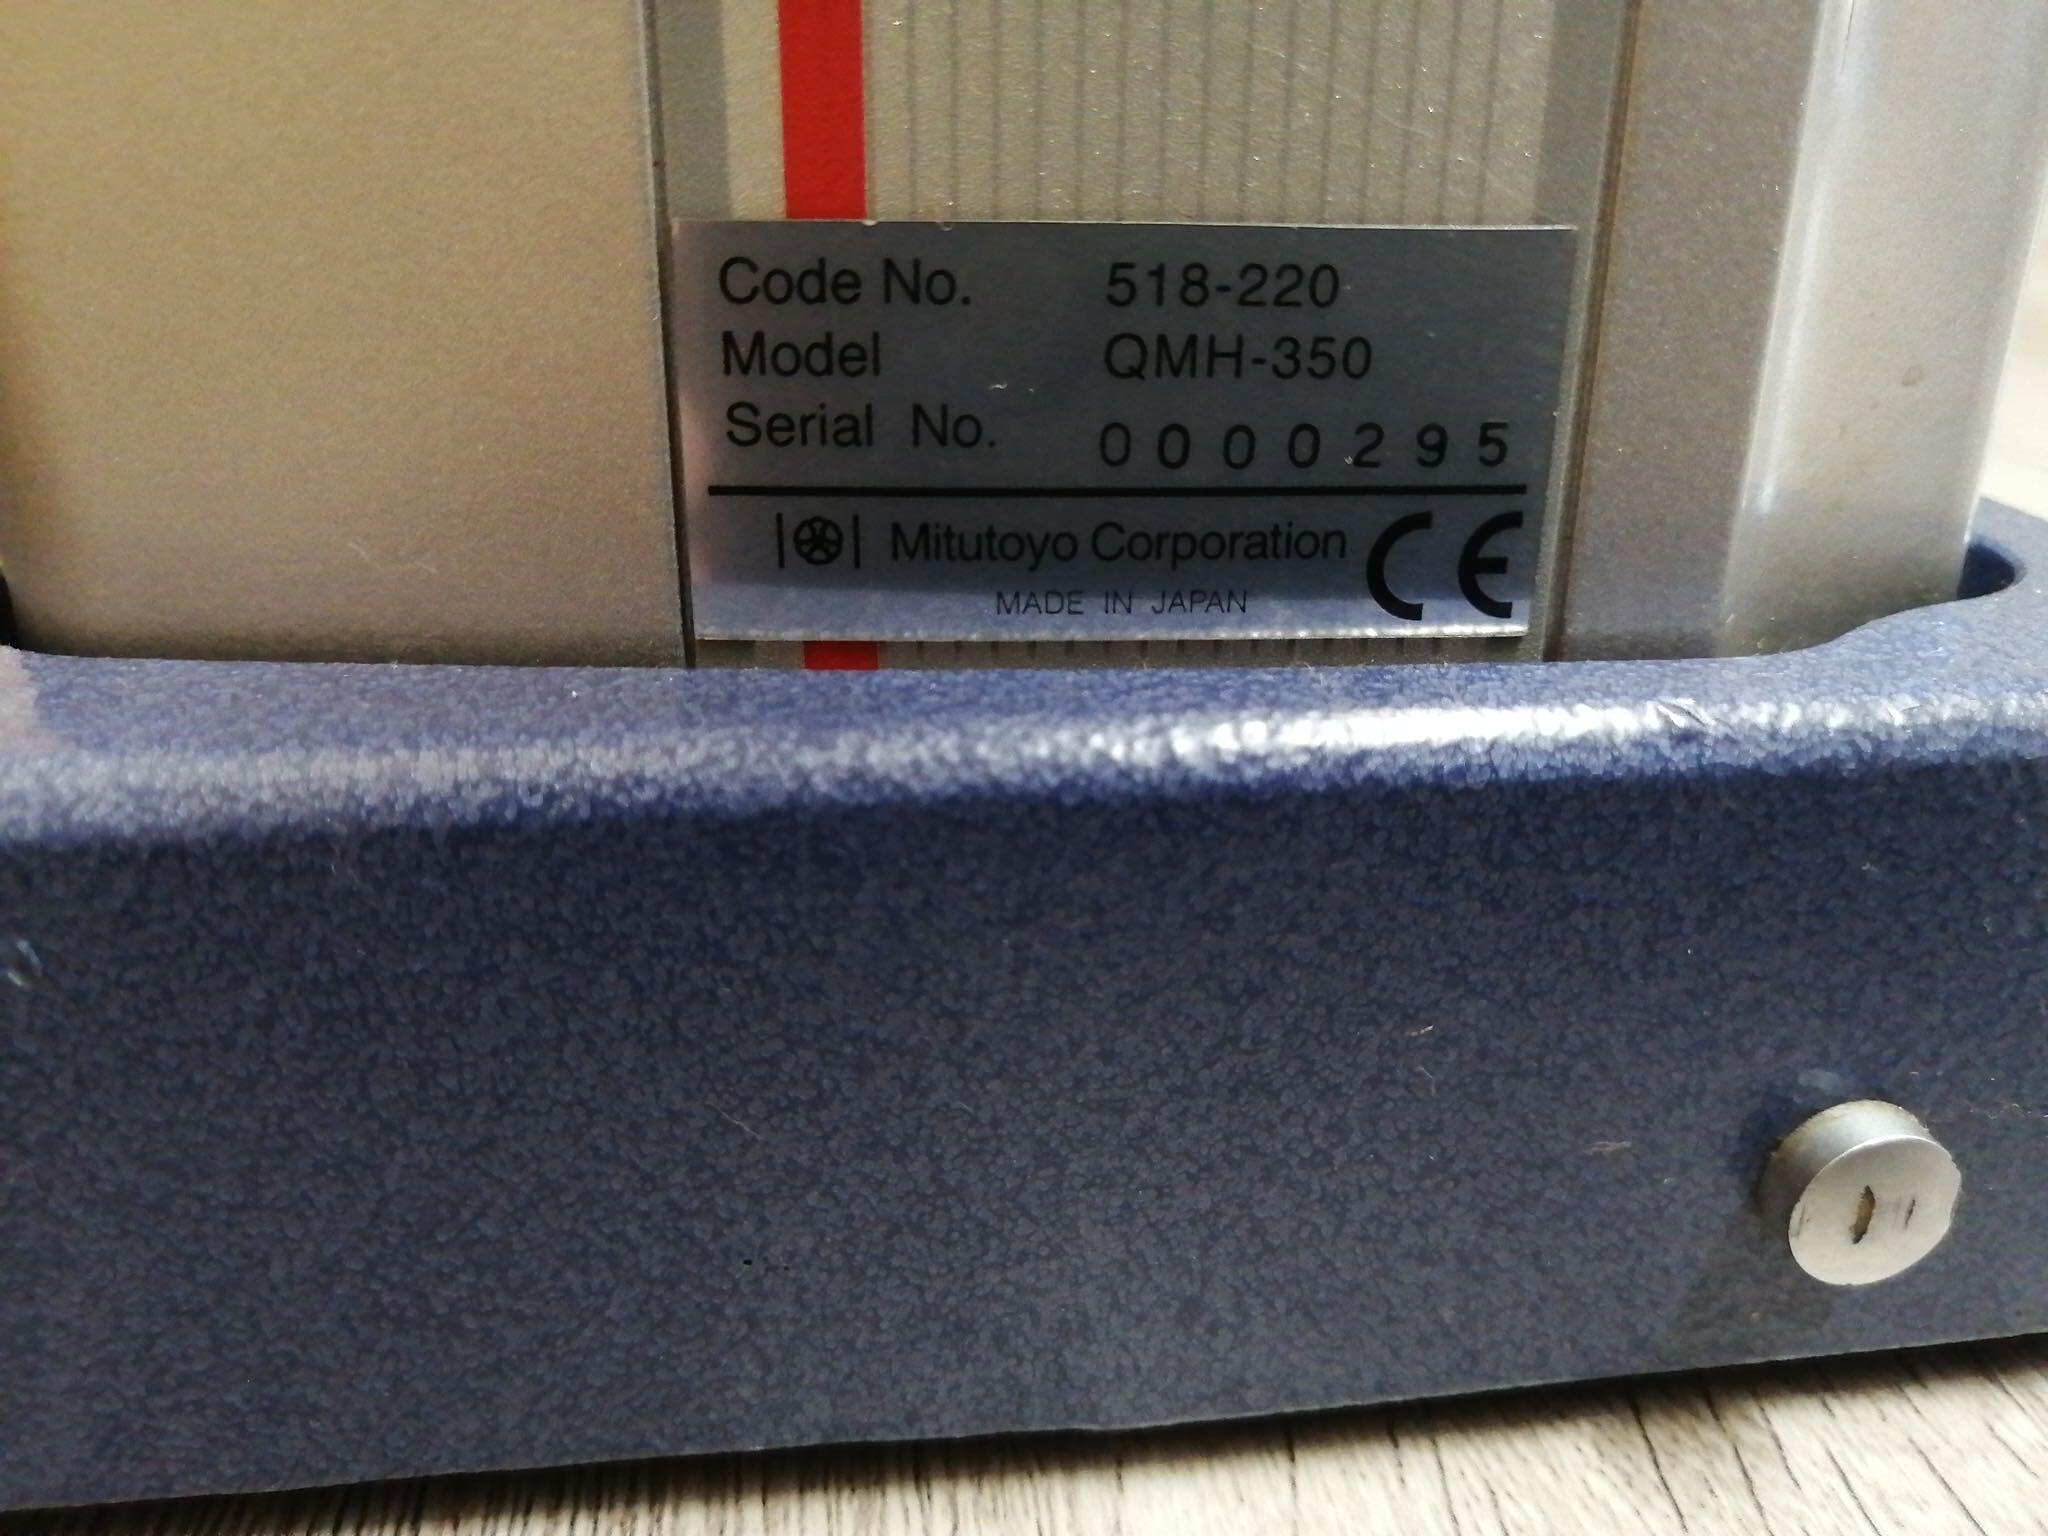 Code No. 518-220
Model QMH-350
Serial No. 0000295
Mitutoyo Corporation CE
MADE IN JAPAN